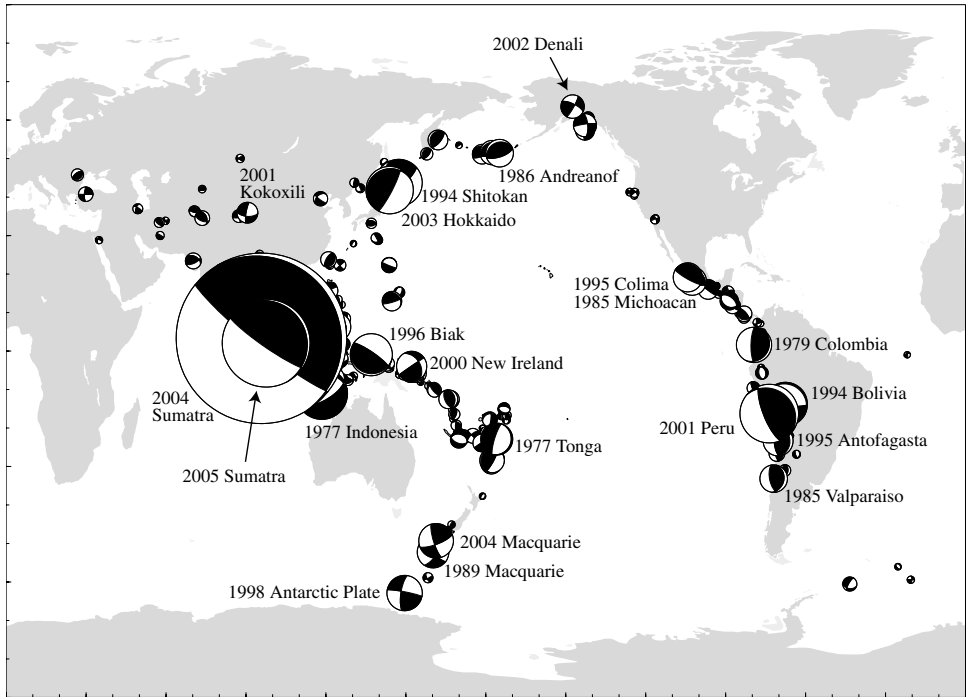 2002 Denali
2001
Kokoxili
1986 Andreanof
1994 Shitokan
2003 Hokkaido
1995 Colima
1985 Michoacan
1996 Biak
1979 Colombia
2000 New Ireland
2004
Sumatra
1994 Bolivia
2001 Peru
1977 Indonesia
1995 Antofagasta
1977 Tonga
2005 Sumatra
1985 Valparaiso
2004 Macquarie
1989 Macquarie
1998 Antarctic Plate